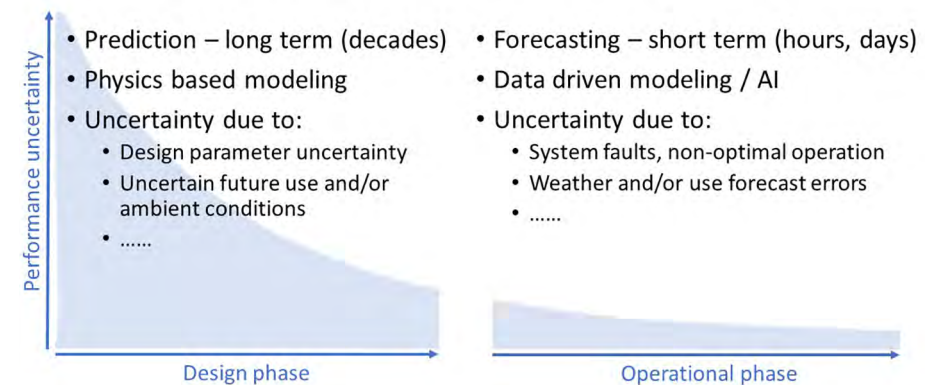 Performance uncertainty
• Prediction – long term (decades)
• Physics based modeling
• Uncertainty due to:
• Design parameter uncertainty
• Uncertain future use and/or
ambient conditions
• ......
Design phase
• Forecasting – short term (hours, days)
• Data driven modeling / AI
• Uncertainty due to:
• System faults, non-optimal operation
• Weather and/or use forecast errors
• ......
Operational phase